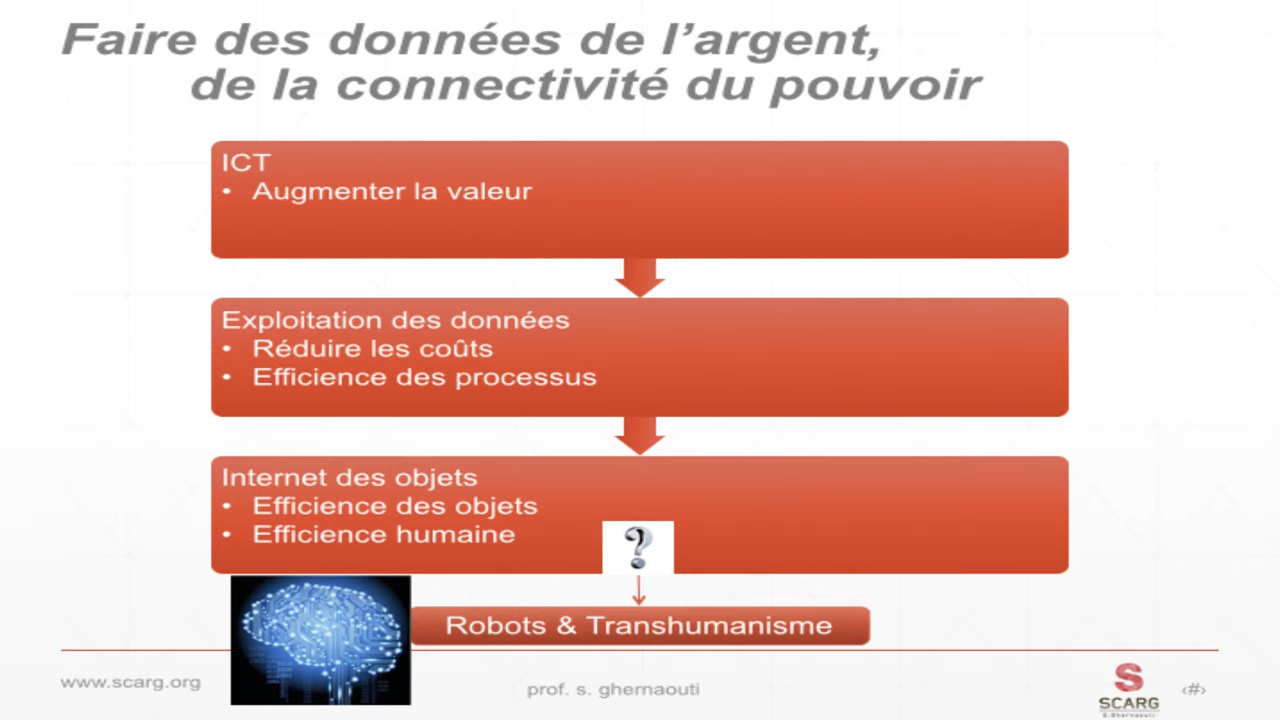 Faire des données de l’argent,
de la connectivité du pouvoir
ICT
• Augmenter la valeur
Exploitation des données
• Réduire les coûts
• Efficience des processus
Internet des objets
• Efficience des objets
• Efficience humaine
?
Robots & Transhumanisme
www.scarg.org
prof. s. ghernaouti
S
SCARG
S.Ghernaouti
‹#›